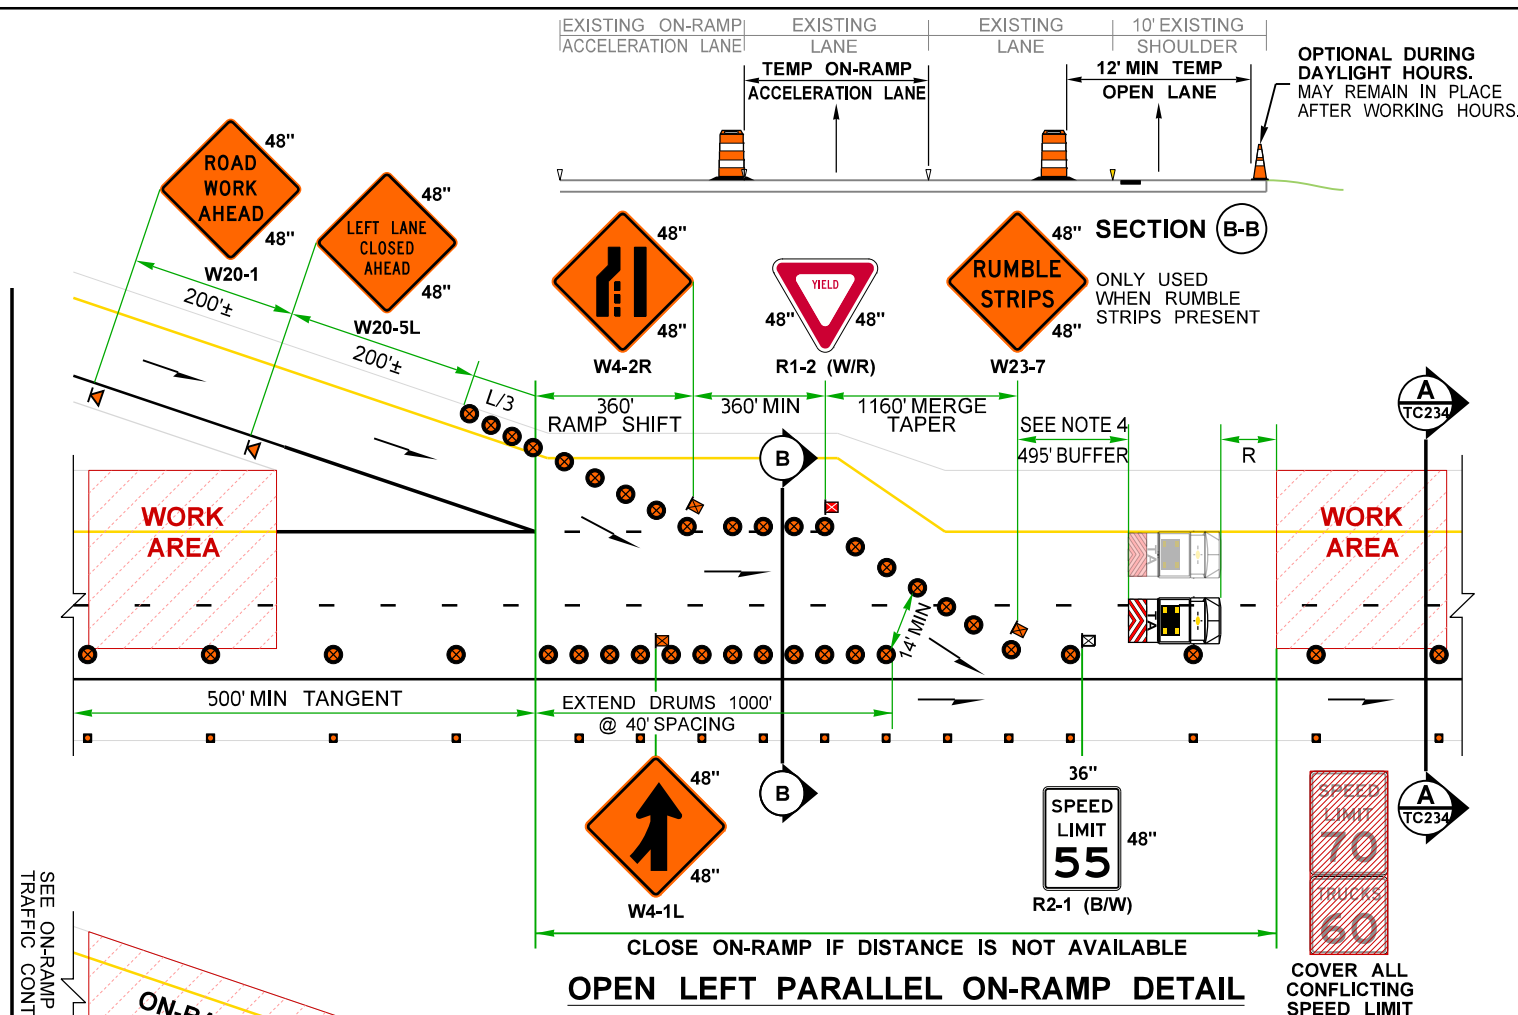 EXISTING ON-RAMP
ACCELERATION LANE
EXISTING
LANE
EXISTING
LANE
10' EXISTING
SHOULDER
TEMP ON-RAMP
ACCELERATION LANE
12' MIN TEMP
OPEN LANE
OPTIONAL DURING
DAYLIGHT HOURS.
MAY REMAIN IN PLACE
AFTER WORKING HOURS.
SECTION B-B
ROAD
WORK
AHEAD
48"
48"
W20-1
LEFT LANE
CLOSED
AHEAD
48"
48"
W20-5L
48"
48"
W4-2R
YIELD
48"
48"
R1-2 (W/R)
RUMBLE
STRIPS
48"
48"
W23-7
ONLY USED
WHEN RUMBLE
STRIPS PRESENT
200'±
200'±
L/3
360'
RAMP SHIFT
360' MIN
1160' MERGE
TAPER
SEE NOTE 4
495' BUFFER
R
A
TC234
B
WORK
AREA
WORK
AREA
14' MIN
500' MIN TANGENT
EXTEND DRUMS 1000'
@ 40' SPACING
B
48"
48"
W4-1L
36"
SPEED
LIMIT
55
48"
R2-1 (B/W)
SPEED
LIMIT
70
TRUCKS
60
A
TC234
COVER ALL
CONFLICTING
SPEED LIMIT
CLOSE ON-RAMP IF DISTANCE IS NOT AVAILABLE
OPEN LEFT PARALLEL ON-RAMP DETAIL
SEE ON-RAMP